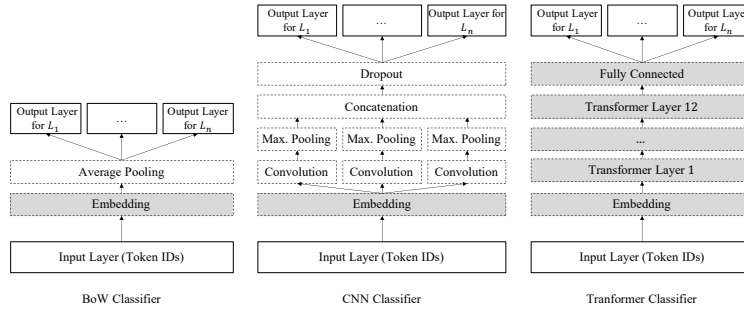 Output Layer
for L₁
...
Output Layer
for Lₙ
Average Pooling
Embedding
Input Layer (Token IDs)
BoW Classifier
Output Layer
for L₁
...
Output Layer for
Lₙ
Dropout
Concatenation
Max. Pooling
Max. Pooling
Max. Pooling
Convolution
Convolution
Convolution
Embedding
Input Layer (Token IDs)
CNN Classifier
Output Layer
for L₁
...
Output Layer
for Lₙ
Fully Connected
Transformer Layer 12
...
Transformer Layer 1
Embedding
Input Layer (Token IDs)
Tranformer Classifier